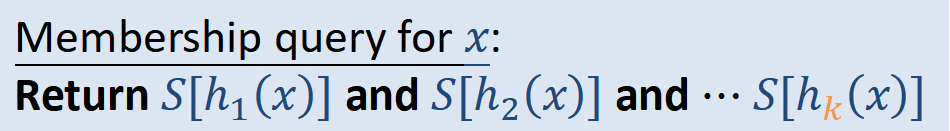 Membership query for x:
Return S[h₁(x)] and S[h₂(x)] and ⋯ S[hₖ(x)]